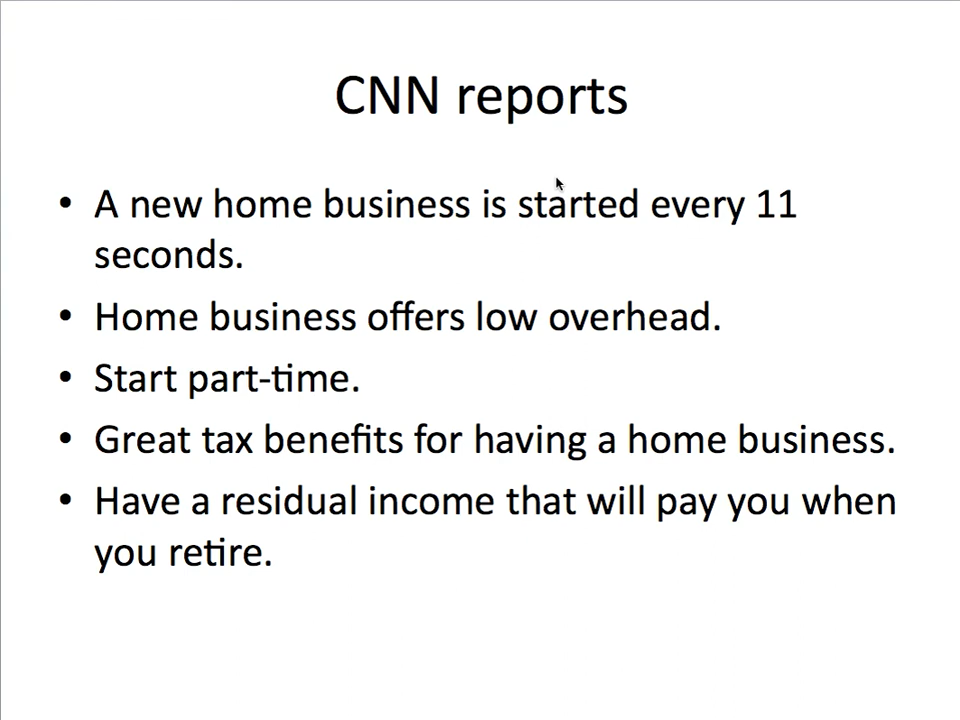 CNN reports
• A new home business is started every 11
seconds.
• Home business offers low overhead.
• Start part-time.
• Great tax benefits for having a home business.
• Have a residual income that will pay you when
you retire.